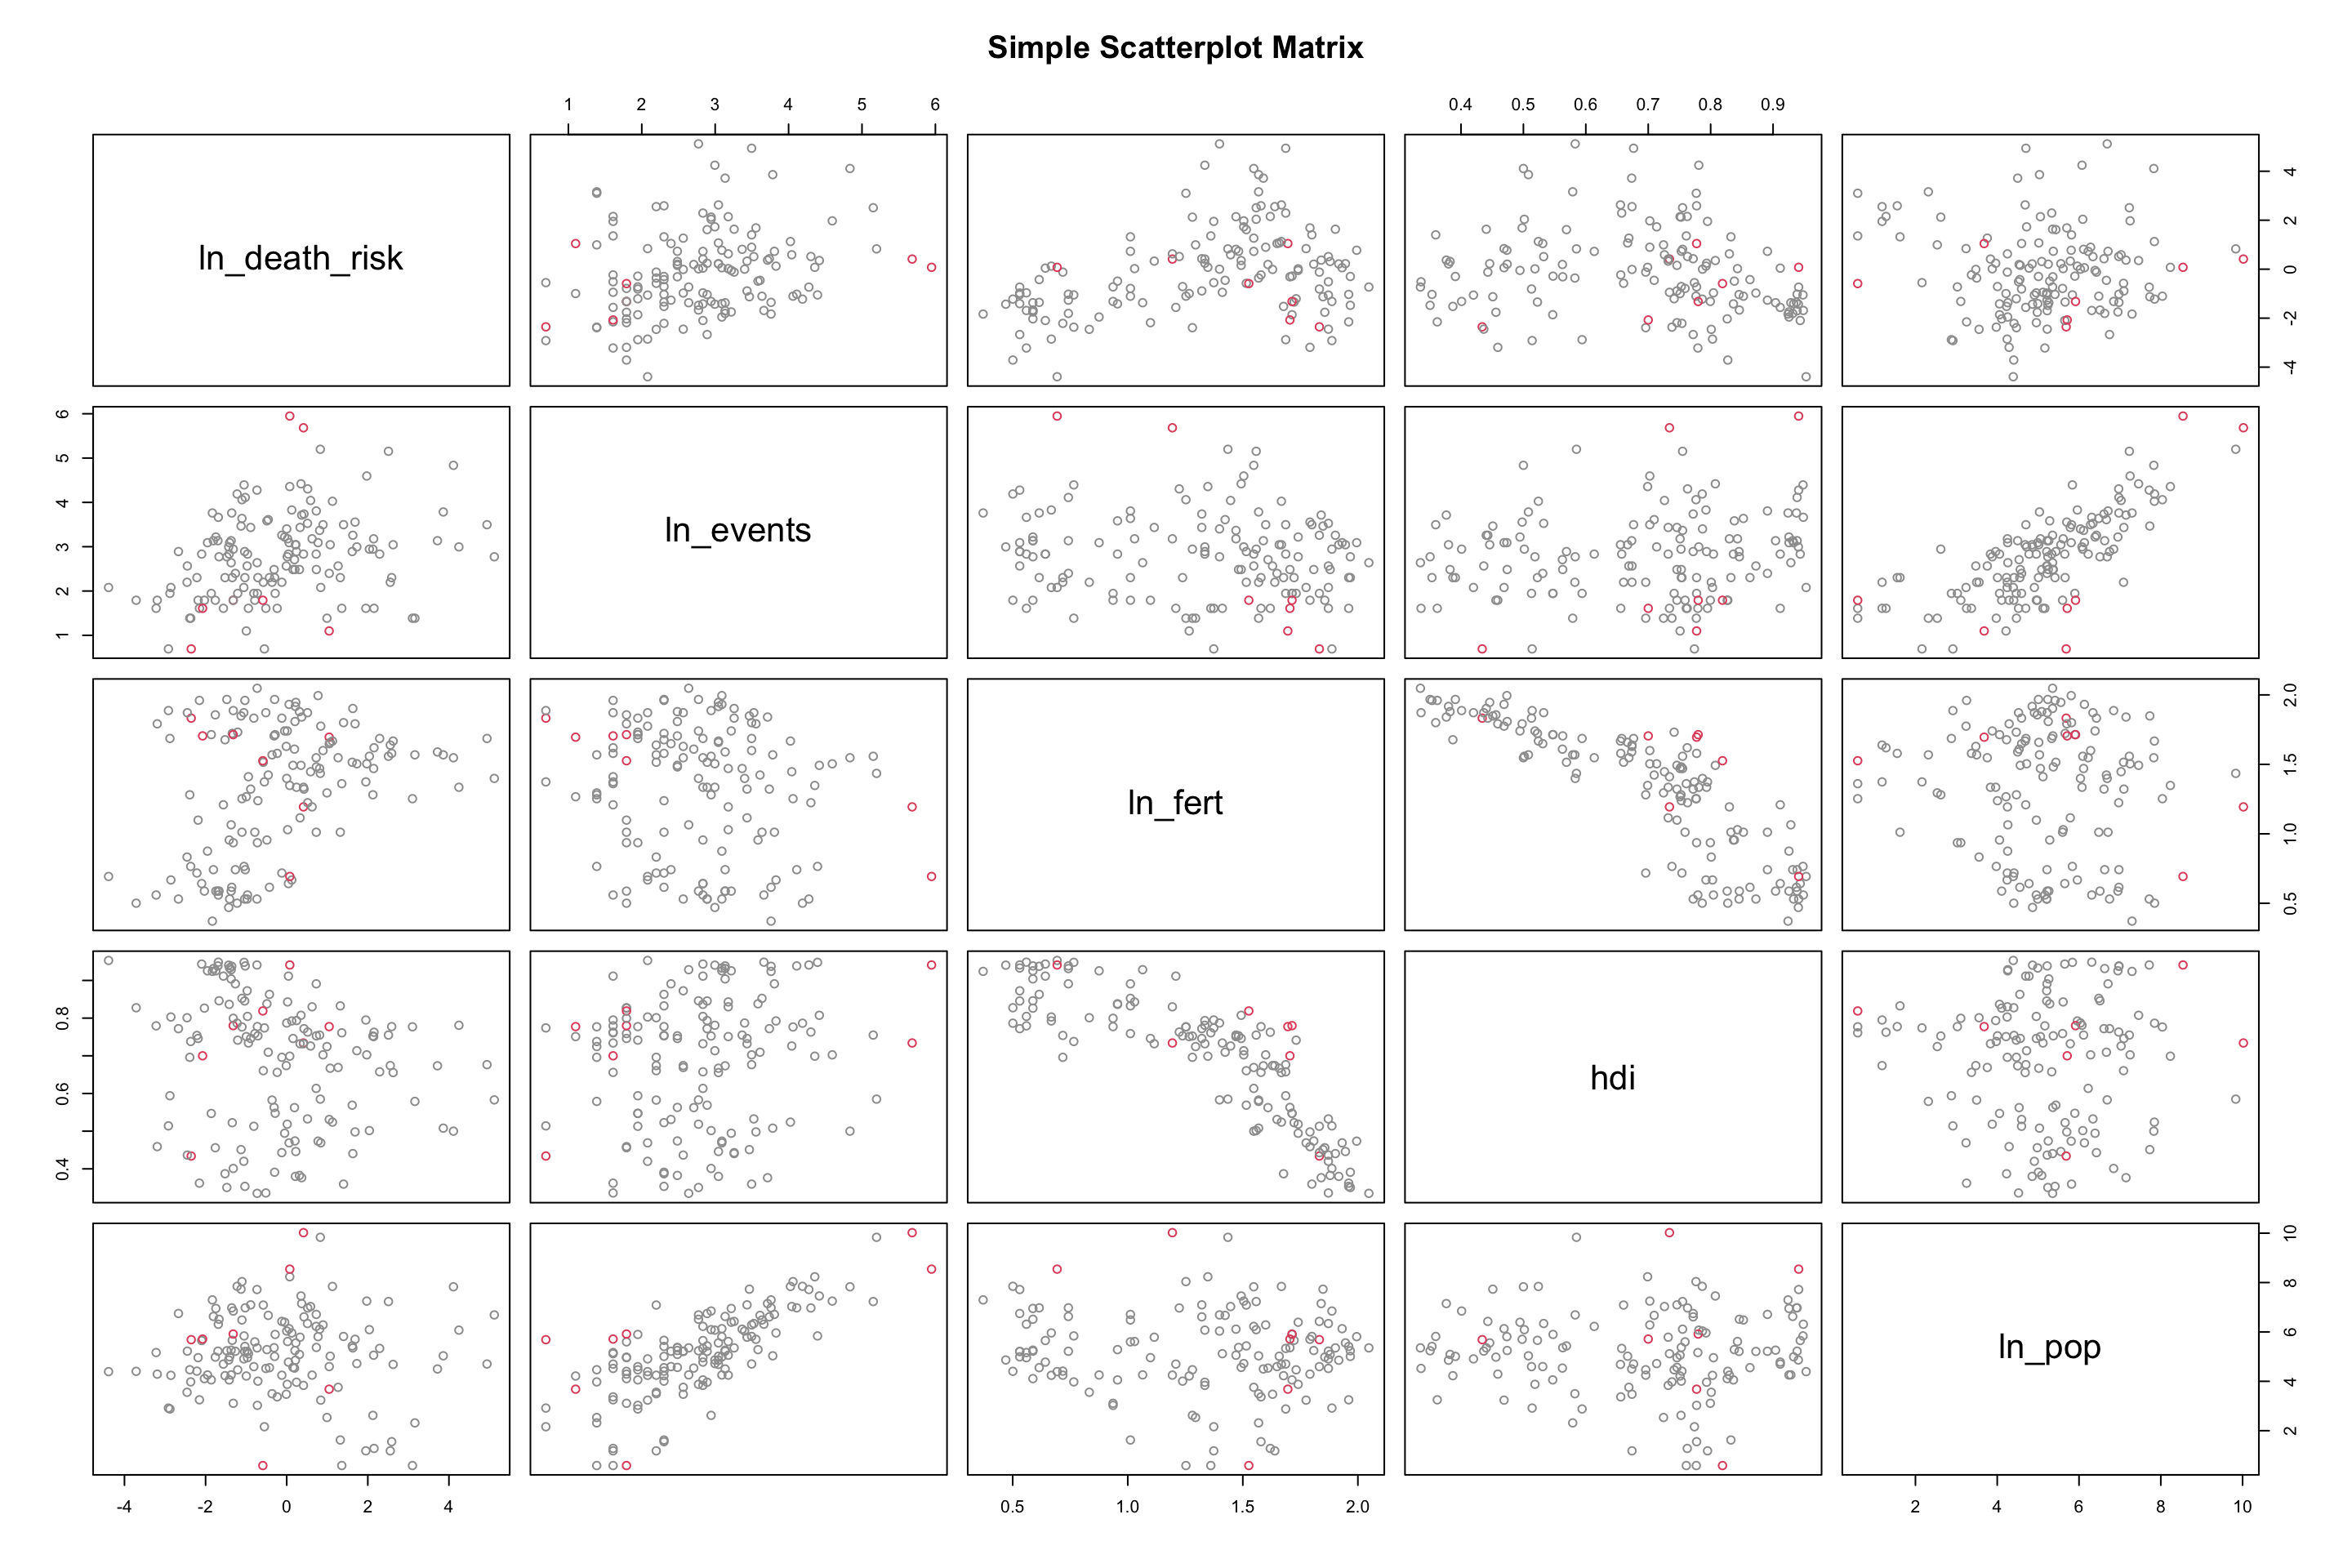 Simple Scatterplot Matrix
1 2 3 4 5 6
0.4 0.5 0.6 0.7 0.8 0.9
ln_death_risk
-4 -2 0 2 4
1 2 3 4 5 6
ln_events
ln_fert
0.5 1.0 1.5 2.0
0.4 0.6 0.8
hdi
ln_pop
2 4 6 8 10
-4 -2 0 2 4
0.5 1.0 1.5 2.0
2 4 6 8 10